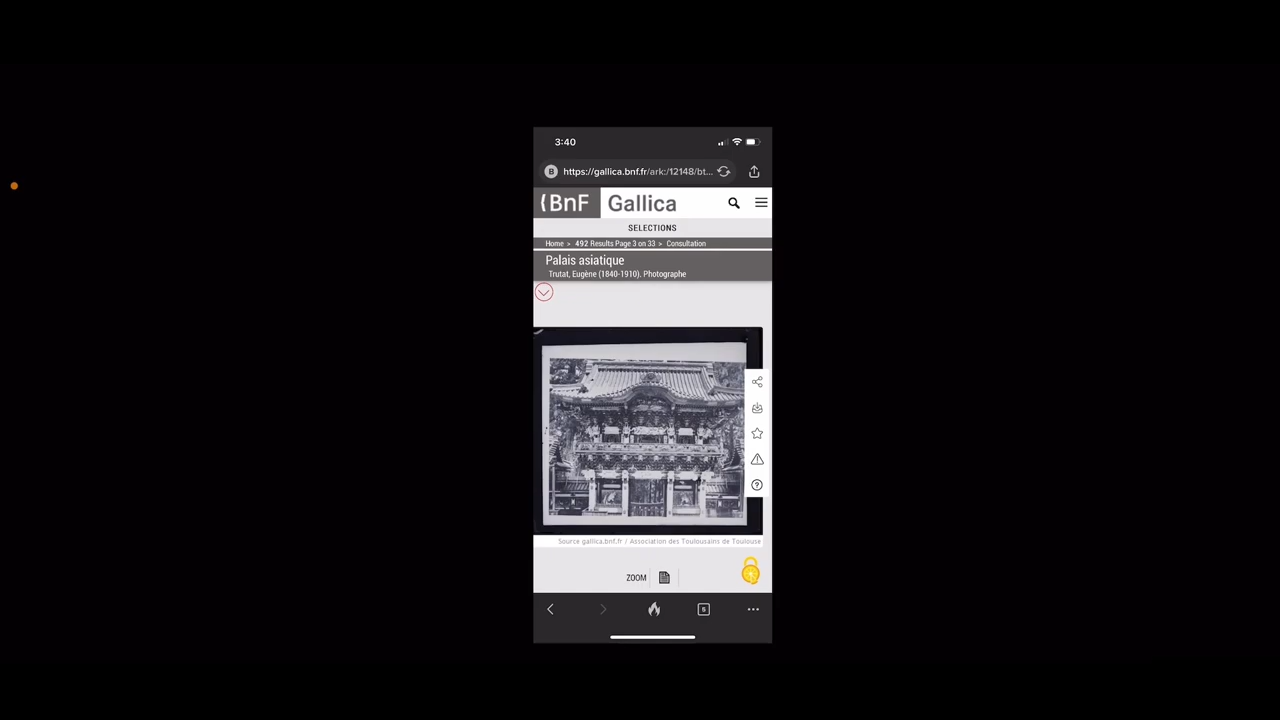 3:40
B https://gallica.bnf.fr/ark:/12148/bt...
BnF Gallica
SELECTIONS
Home > 492 Results Page 3 on 33 > Consultation
Palais asiatique
Trutat, Eugène (1840-1910). Photographe
Source gallica.bnf.fr / Association des Toulousains de Toulouse
ZOOM
5